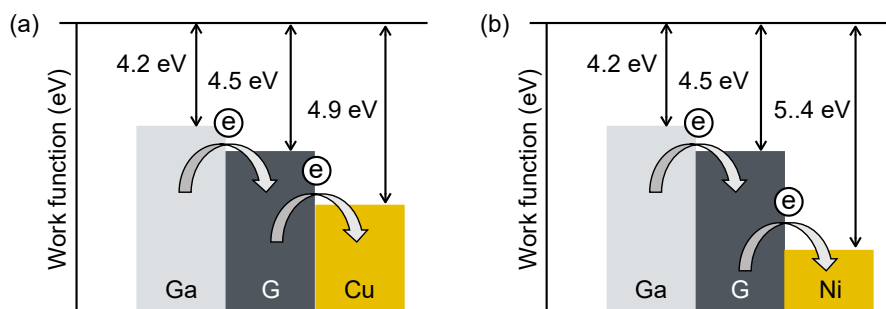 (a)
Work function (eV)
4.2 eV
4.5 eV
4.9 eV
e
e
Ga
G
Cu
(b)
Work function (eV)
4.2 eV
4.5 eV
5..4 eV
e
e
Ga
G
Ni